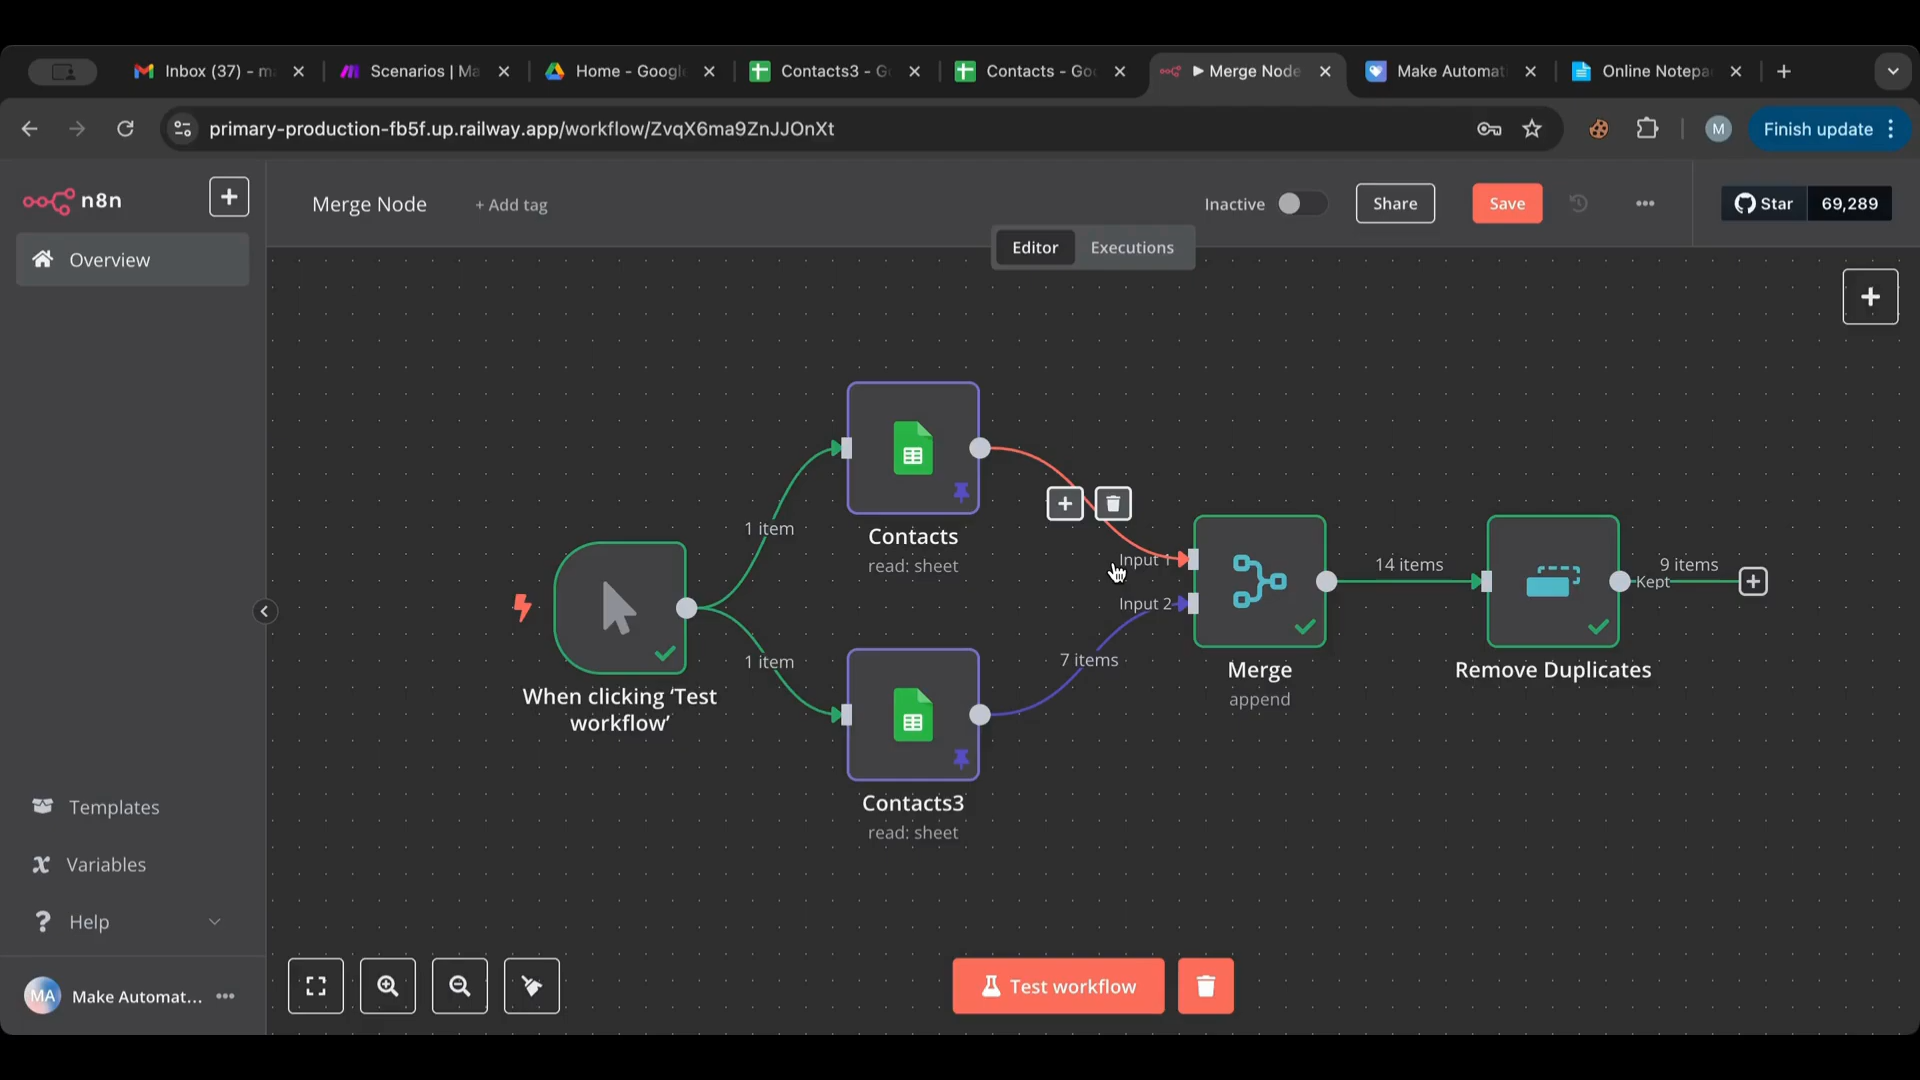 Inbox (37) - m
Scenarios | Ma
Home - Google
Contacts3 - G
Contacts - Go
Merge Node
Make Automat
Online Notepa
primary-production-fb5f.up.railway.app/workflow/ZvqX6ma9ZnJJOnXt
M
Finish update
n8n
Merge Node
+ Add tag
Inactive
Share
Save
Star
69,289
Overview
Editor
Executions
1 item
Contacts
read: sheet
Input 1
Input 2
14 items
9 items
Kept
1 item
7 items
When clicking ‘Test
workflow’
Merge
append
Remove Duplicates
Contacts3
read: sheet
Templates
Variables
Help
MA
Make Automat...
Test workflow